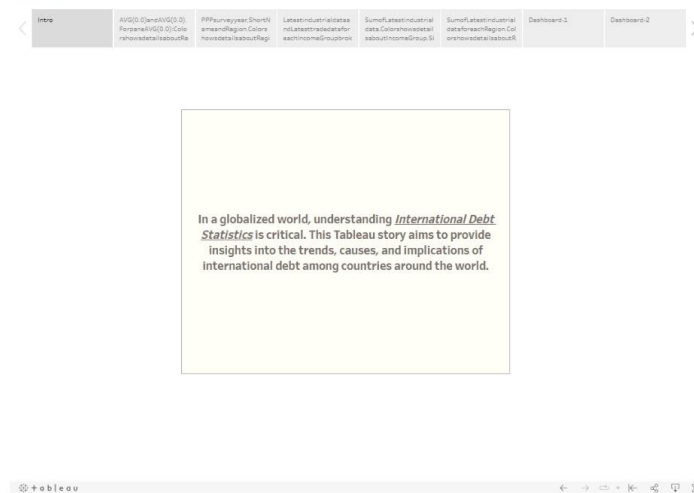 Intro
AVG(0.0)andAVG(0.0).
ForpaneAVG(0.0):Colo
rshowsdetailsaboutRe
PPPsurveyyear,ShortN
ameandRegion.Colors
howsdetailsaboutRegi
Latestindustrialdataa
ndLatesttradedatafor
eachIncomeGroupbrok
SumofLatestindustrial
data.Colorshowsdetail
saboutIncomeGroup.Si
SumofLatestindustrial
dataforeachRegion.Col
orshowsdetailsaboutR
Dashboard-1
Dashboard-2
In a globalized world, understanding International Debt
Statistics is critical. This Tableau story aims to provide
insights into the trends, causes, and implications of
international debt among countries around the world.
+ableau